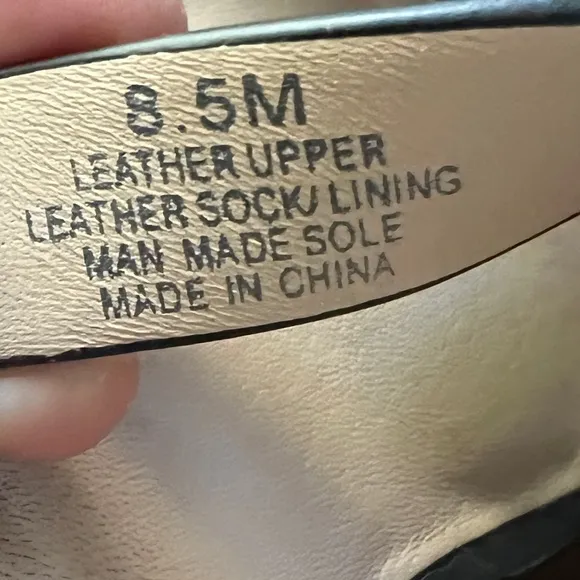 8.5M
LEATHER UPPER
LEATHER SOCK/ LINING
MAN MADE SOLE
MADE IN CHINA